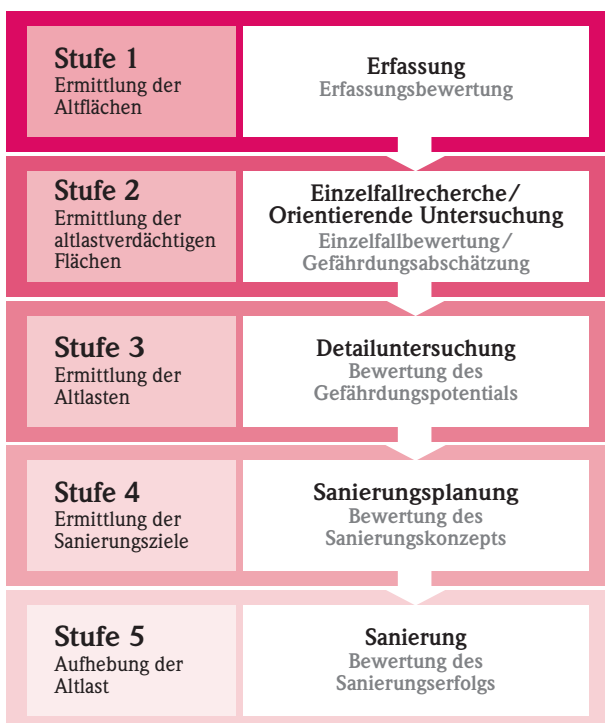 Stufe 1
Ermittlung der
Altflächen
Erfassung
Erfassungsbewertung
Stufe 2
Ermittlung der
altlastverdächtigen
Flächen
Einzelfallrecherche/
Orientierende Untersuchung
Einzelfallbewertung/
Gefährdungsabschätzung
Stufe 3
Ermittlung der
Altlasten
Detailuntersuchung
Bewertung des
Gefährdungspotentials
Stufe 4
Ermittlung der
Sanierungsziele
Sanierungsplanung
Bewertung des
Sanierungskonzepts
Stufe 5
Aufhebung der
Altlast
Sanierung
Bewertung des
Sanierungserfolgs